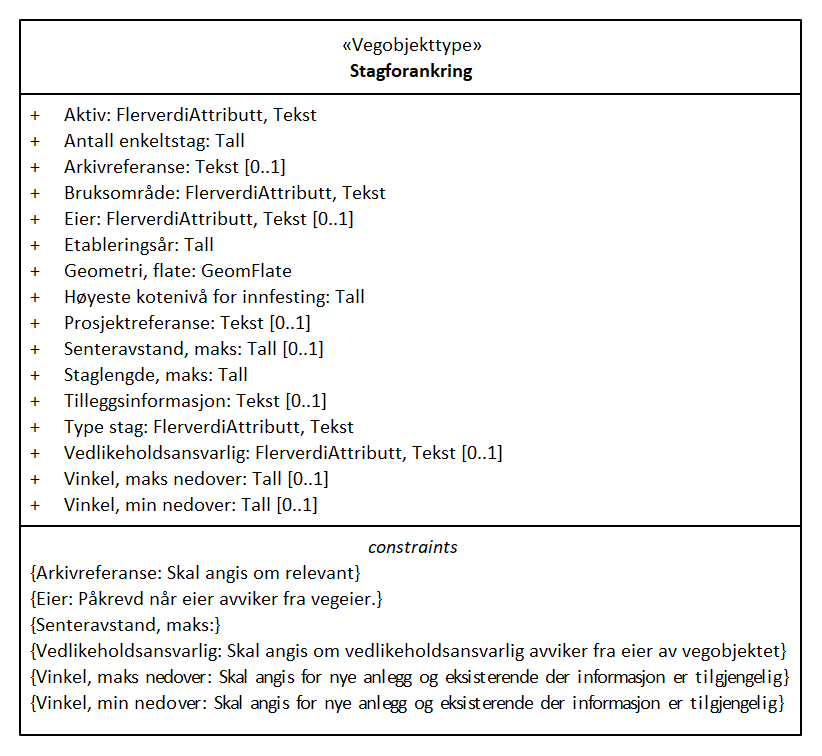 «Vegobjekttype»
Stagforankring
+ Aktiv: FlerverdiAttributt, Tekst
+ Antall enkeltstag: Tall
+ Arkivreferanse: Tekst [0..1]
+ Bruksområde: FlerverdiAttributt, Tekst
+ Eier: FlerverdiAttributt, Tekst [0..1]
+ Etableringsår: Tall
+ Geometri, flate: GeomFlate
+ Høyeste kotenivå for innfesting: Tall
+ Prosjektreferanse: Tekst [0..1]
+ Senteravstand, maks: Tall [0..1]
+ Staglengde, maks: Tall
+ Tilleggsinformasjon: Tekst [0..1]
+ Type stag: FlerverdiAttributt, Tekst
+ Vedlikeholdsansvarlig: FlerverdiAttributt, Tekst [0..1]
+ Vinkel, maks nedover: Tall [0..1]
+ Vinkel, min nedover: Tall [0..1]
constraints
{Arkivreferanse: Skal angis om relevant}
{Eier: Påkrevd når eier avviker fra vegeier.}
{Senteravstand, maks:}
{Vedlikeholdsansvarlig: Skal angis om vedlikeholdsansvarlig avviker fra eier av vegobjektet}
{Vinkel, maks nedover: Skal angis for nye anlegg og eksisterende der informasjon er tilgjengelig}
{Vinkel, min nedover: Skal angis for nye anlegg og eksisterende der informasjon er tilgjengelig}